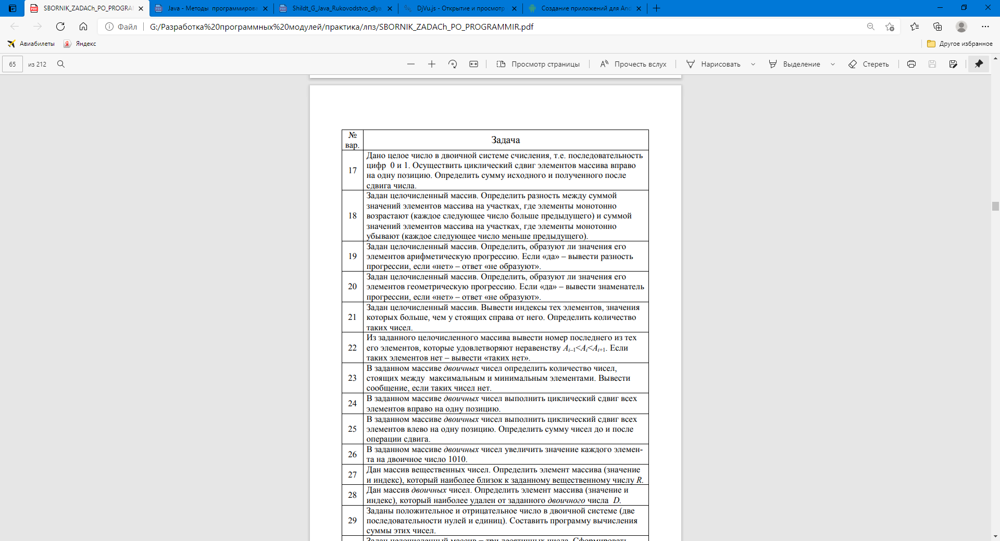 SBORNIK_ZADACh_PO_PROGRA
Java - Методы программирова
Shildt_G_Java_Rukovodstvo_dlya
DjVu.js - Открытие и просмотр
Создание приложений для And
Файл
G:/Разработка%20программных%20модулей/практика/лпз/SBORNIK_ZADACh_PO_PROGRAMMIR.pdf
Авиабилеты
Яндекс
Другое избранное
65 из 212
Просмотр страницы
Прочесть вслух
Нарисовать
Выделение
Стереть
№
вар.
Задача
17
Дано целое число в двоичной системе счисления, т.е. последовательность
цифр 0 и 1. Осуществить циклический сдвиг элементов массива вправо
на одну позицию. Определить сумму исходного и полученного после
сдвига числа.
18
Задан целочисленный массив. Определить разность между суммой
значений элементов массива на участках, где элементы монотонно
возрастают (каждое следующее число больше предыдущего) и суммой
значений элементов массива на участках, где элементы монотонно
убывают (каждое следующее число меньше предыдущего).
19
Задан целочисленный массив. Определить, образуют ли значения его
элементов арифметическую прогрессию. Если «да» – вывести разность
прогрессии, если «нет» – ответ «не образуют».
20
Задан целочисленный массив. Определить, образуют ли значения его
элементов геометрическую прогрессию. Если «да» – вывести знаменатель
прогрессии, если «нет» – ответ «не образуют».
21
Задан целочисленный массив. Вывести индексы тех элементов, значения
которых больше, чем у стоящих справа от него. Определить количество
таких чисел.
22
Из заданного целочисленного массива вывести номер последнего из тех
его элементов, которые удовлетворяют неравенству Ai–1<Ai<Ai+1. Если
таких элементов нет – вывести «таких нет».
23
В заданном массиве двоичных чисел определить количество чисел,
стоящих между максимальным и минимальным элементами. Вывести
сообщение, если таких чисел нет.
24
В заданном массиве двоичных чисел выполнить циклический сдвиг всех
элементов вправо на одну позицию.
25
В заданном массиве двоичных чисел выполнить циклический сдвиг всех
элементов влево на одну позицию. Определить сумму чисел до и после
операции сдвига.
26
В заданном массиве двоичных чисел увеличить значение каждого элемен-
та на двоичное число 1010.
27
Дан массив вещественных чисел. Определить элемент массива (значение
и индекс), который наиболее близок к заданному вещественному числу R.
28
Дан массив двоичных чисел. Определить элемент массива (значение и
индекс), который наиболее удален от заданного двоичного числа D.
29
Заданы положительное и отрицательное число в двоичной системе (две
последовательности нулей и единиц). Составить программу вычисления
суммы этих чисел.
Задан целочисленный массив – три десятичных числа. Сформировать